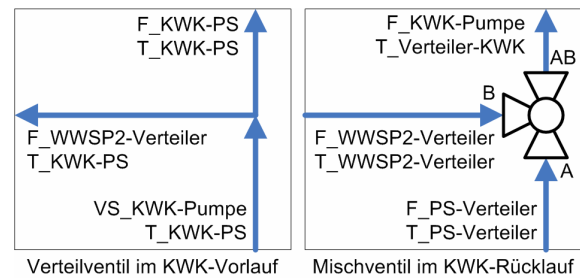 F_KWK-PS
T_KWK-PS
F_WWSP2-Verteiler
T_KWK-PS
VS_KWK-Pumpe
T_KWK-PS
Verteilventil im KWK-Vorlauf
F_KWK-Pumpe
T_Verteiler-KWK
AB
B
F_WWSP2-Verteiler
T_WWSP2-Verteiler
A
F_PS-Verteiler
T_PS-Verteiler
Mischventil im KWK-Rücklauf